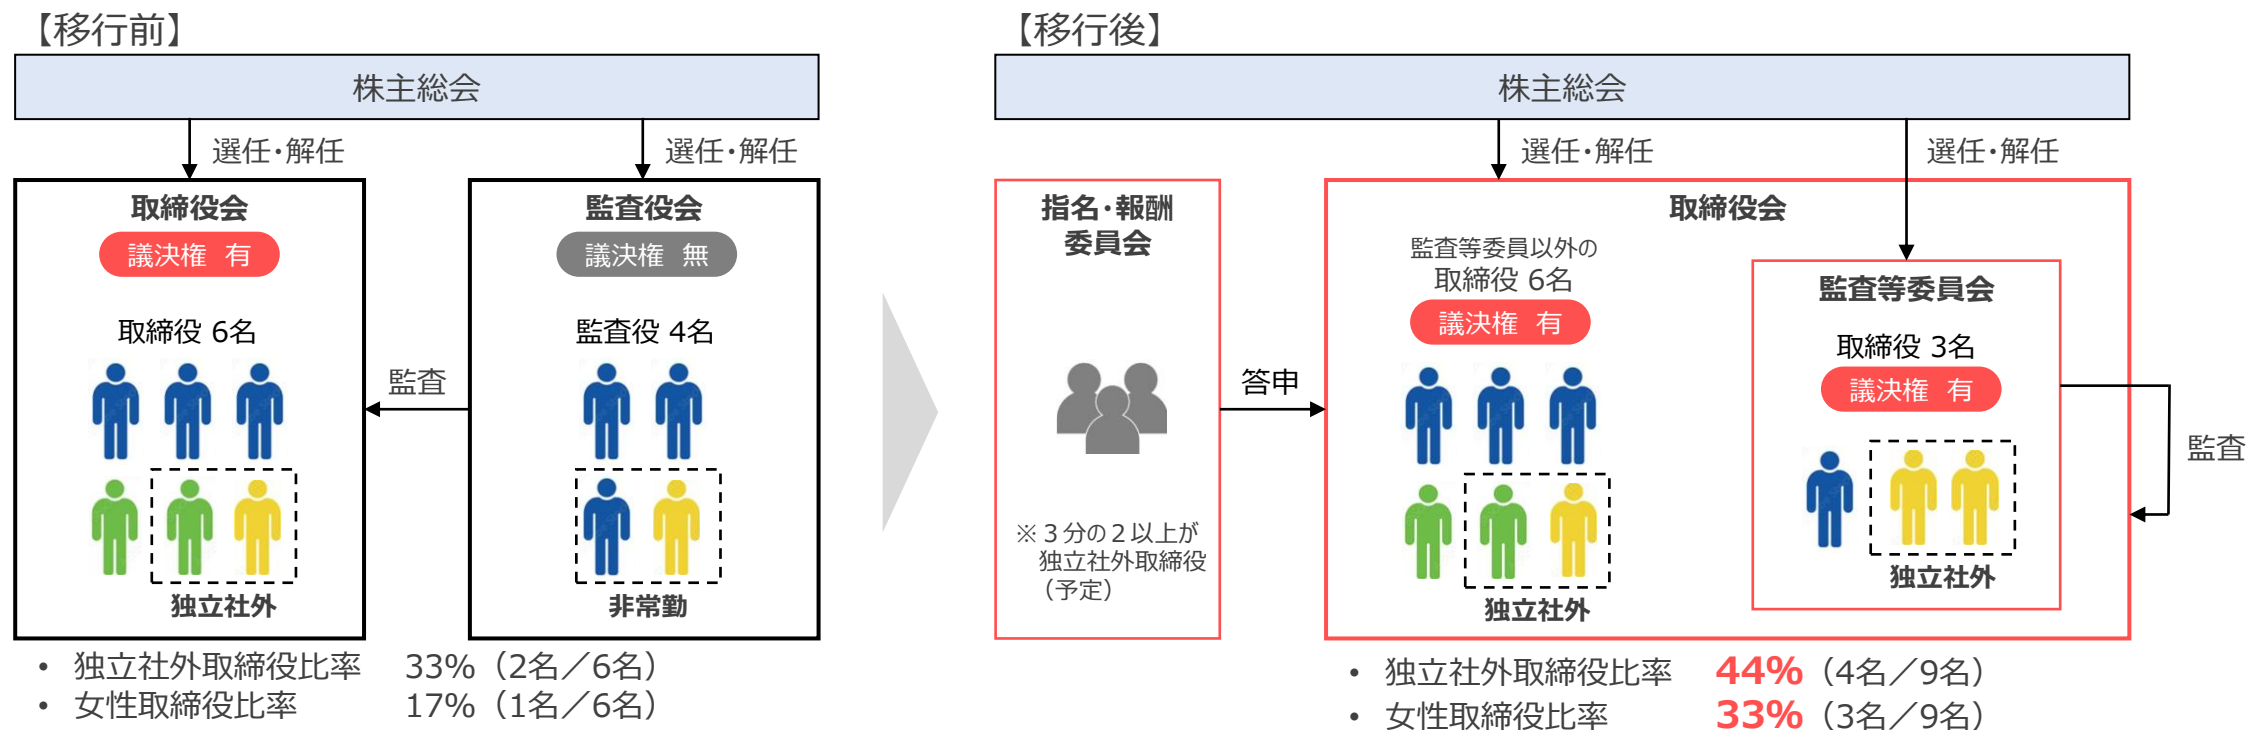 【移行前】
株主総会
選任・解任
選任・解任
取締役会
議決権 有
取締役 6名
独立社外
監査
監査役会
議決権 無
監査役 4名
非常勤
• 独立社外取締役比率 33%（2名／6名）
• 女性取締役比率 17%（1名／6名）
【移行後】
株主総会
選任・解任
選任・解任
指名・報酬
委員会
※３分の２以上が
独立社外取締役
（予定）
答申
取締役会
監査等委員以外の
取締役 6名
議決権 有
独立社外
監査等委員会
取締役 3名
議決権 有
独立社外
監査
• 独立社外取締役比率 44%（4名／9名）
• 女性取締役比率 33%（3名／9名）